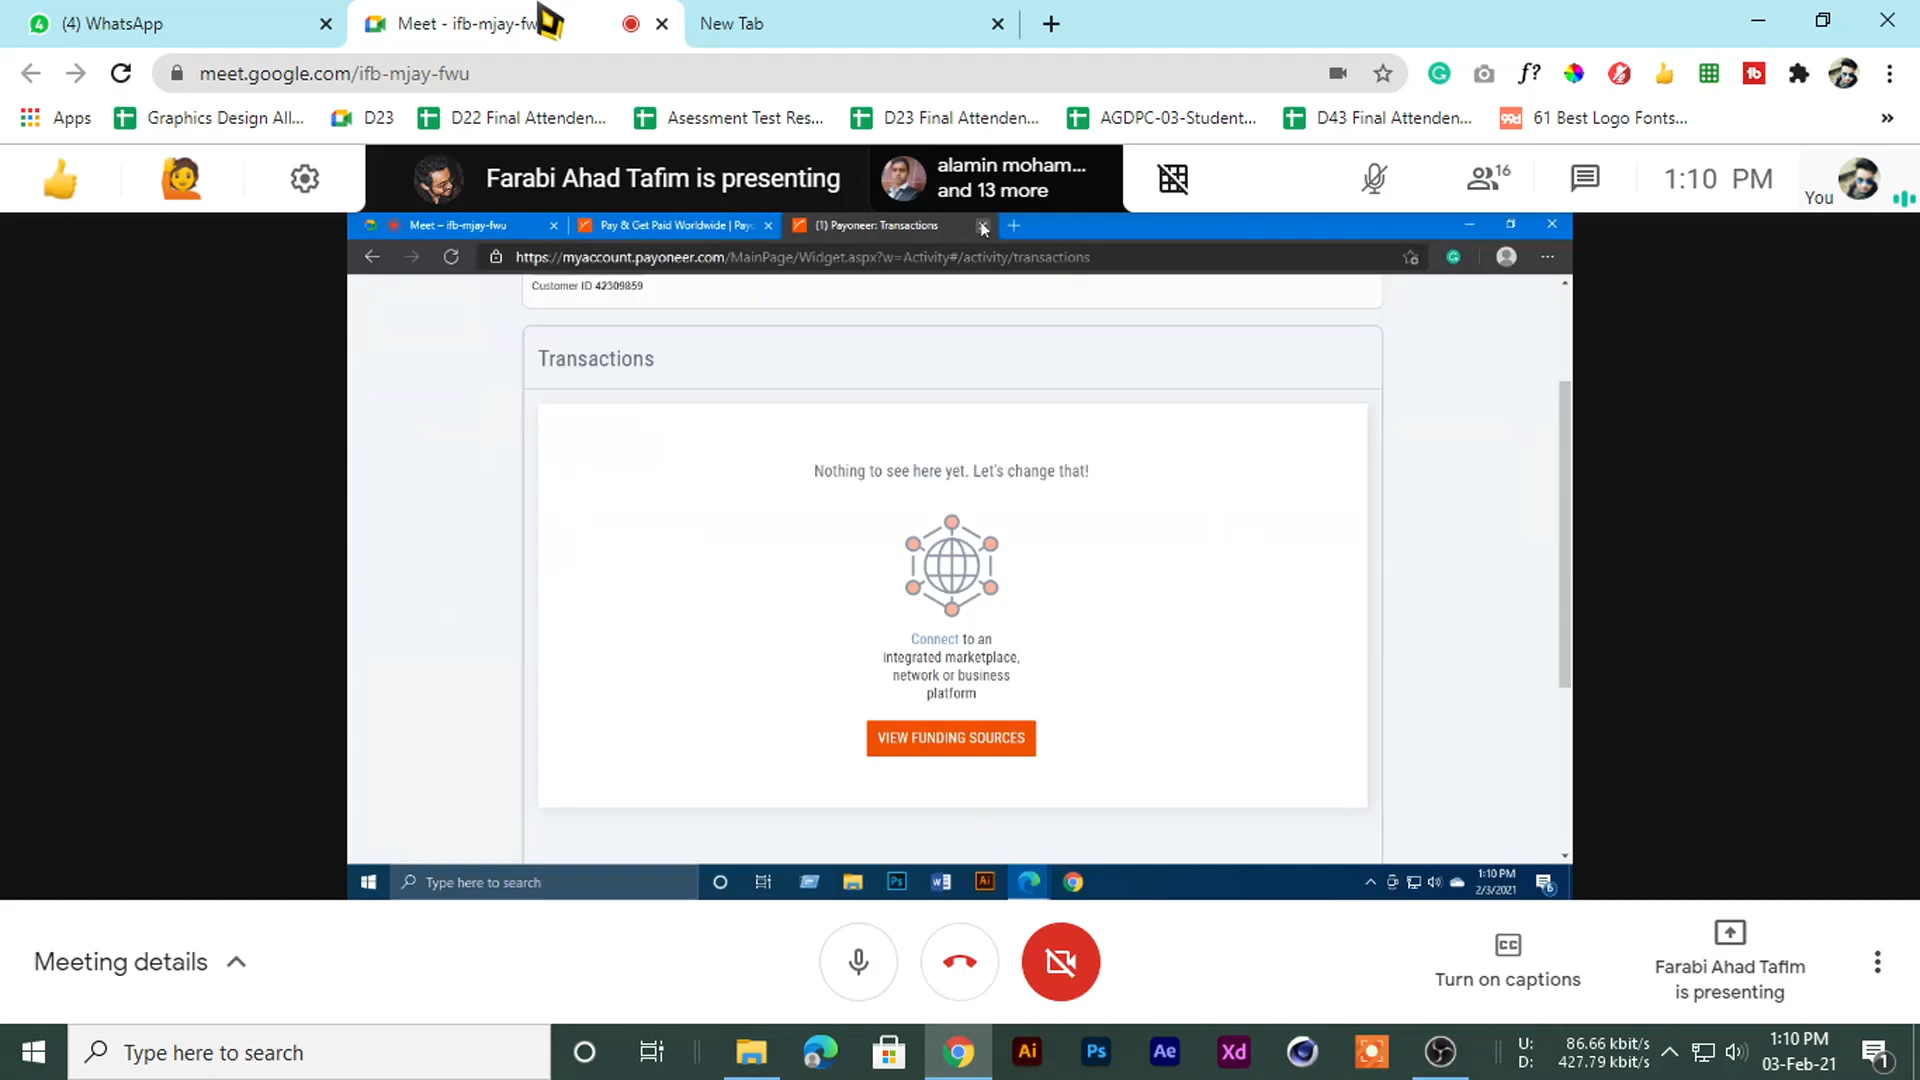 (4) WhatsApp
Meet - ifb-mjay-fw
New Tab
meet.google.com/ifb-mjay-fwu
Apps
Graphics Design All...
D23
D22 Final Attenden...
Asessment Test Res...
D23 Final Attenden...
AGDPC-03-Student...
D43 Final Attenden...
61 Best Logo Fonts...
Farabi Ahad Tafim is presenting
alamin moham...
and 13 more
16
1:10 PM
You
Meet – ifb-mjay-fwu
Pay & Get Paid Worldwide | Pay
(1) Payoneer: Transactions
https://myaccount.payoneer.com/MainPage/Widget.aspx?w=Activity#/activity/transactions
Customer ID 42309859
Transactions
Nothing to see here yet. Let's change that!
Connect to an
integrated marketplace,
network or business
platform
VIEW FUNDING SOURCES
Type here to search
1:10 PM
2/3/2021
Meeting details
Turn on captions
Farabi Ahad Tafim
is presenting
Type here to search
U: 86.66 kbit/s
D: 427.79 kbit/s
1:10 PM
03-Feb-21
1